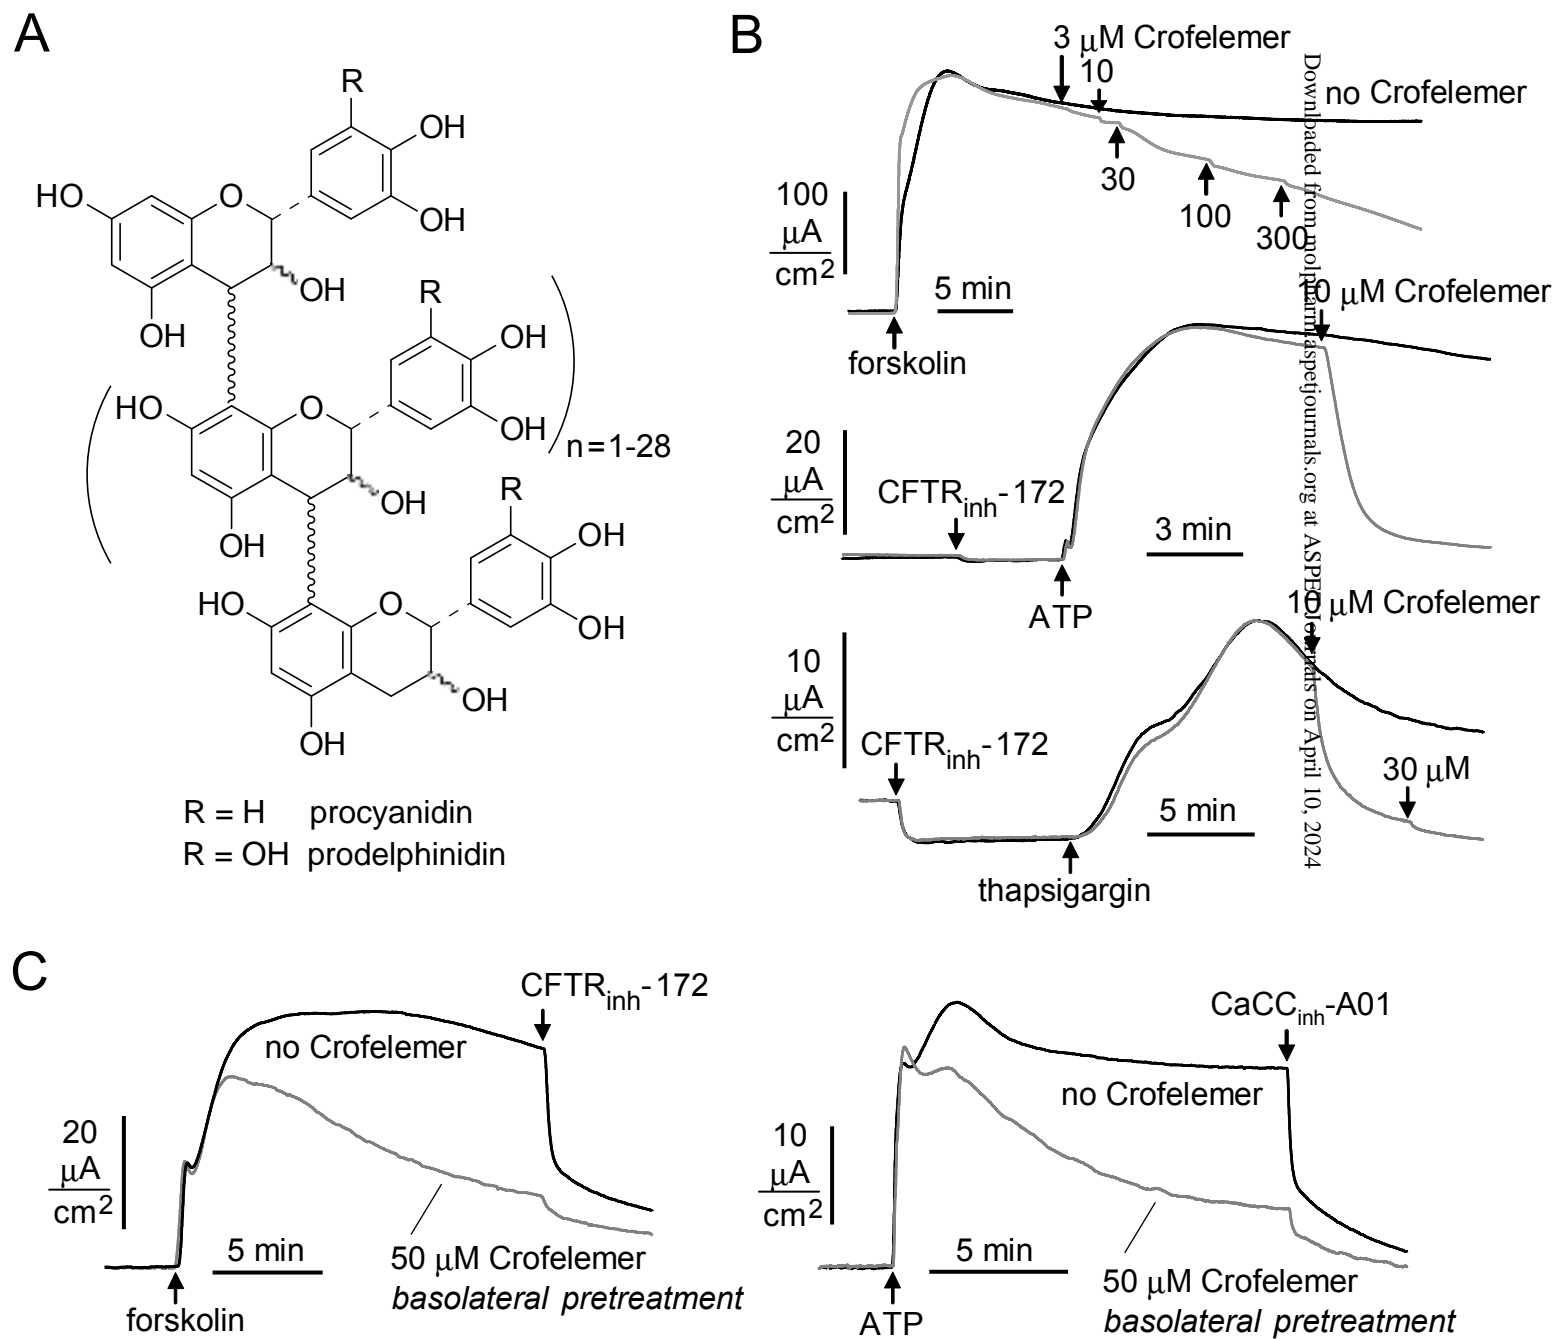 A
R
OH
OH
HO
O
OH
OH
R
OH
OH
n=1-28
HO
O
OH
OH
R
OH
OH
HO
O
OH
OH
R = H procyanidin
R = OH prodelphinidin
B
3 µM Crofelemer
10
no Crofelemer
30
100
300
100
µA
cm2
5 min
forskolin
10 µM Crofelemer
20
µA
cm2
CFTRinh-172
3 min
ATP
10 µM Crofelemer
10
µA
cm2
CFTRinh-172
30 µM
5 min
thapsigargin
Downloaded from molpharm.aspetjournals.org at ASPET Journals on April 10, 2024
C
CFTRinh-172
no Crofelemer
20
µA
cm2
5 min
50 µM Crofelemer
basolateral pretreatment
forskolin
CaCCinh-A01
no Crofelemer
10
µA
cm2
5 min
50 µM Crofelemer
basolateral pretreatment
ATP